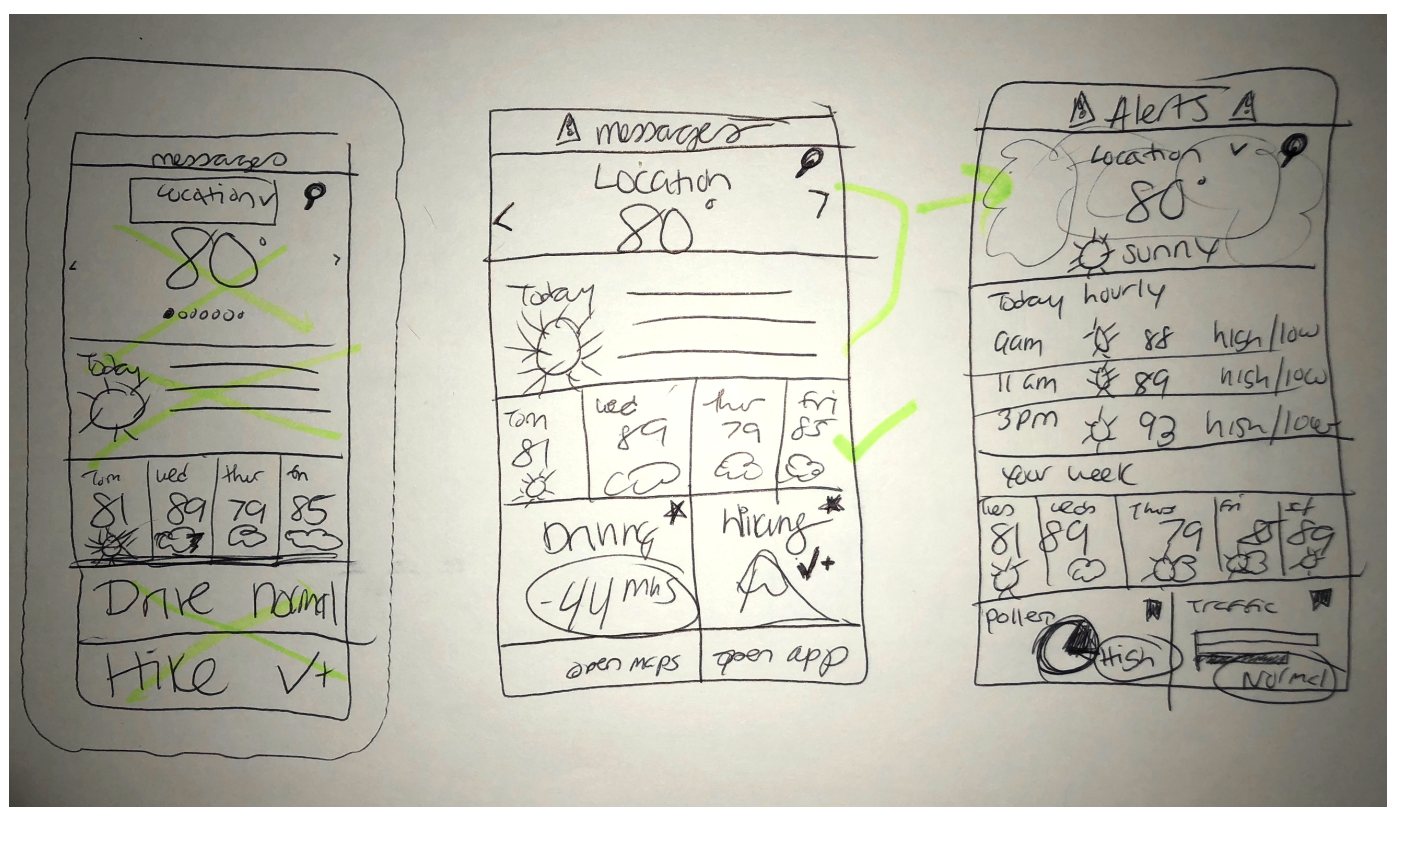 messages
Location
80°
Today
Tom wed thur fri
81 89 79 85
Drive normal
Hike √+
messages
Location
< 80° >
Today
Tom wed thur fri
81 89 79 85
Driving Hiking
-44 mins √+
open maps open app
Alerts
Location
80°
sunny
Today hourly
9am 88 high/low
11 am 89 high/low
3pm 93 high/low
Your week
Tues weds Thurs Fri
81 89 79 85 89
Pollen Traffic
High Normal